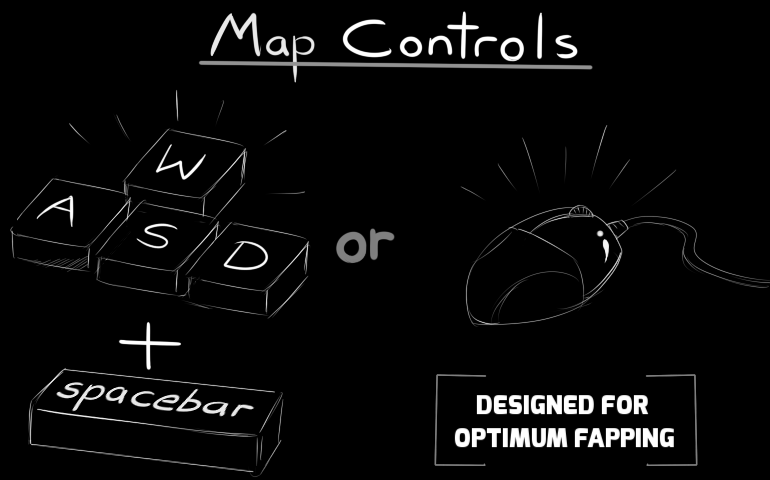 Map Controls
W
A
S
D
or
+
spacebar
DESIGNED FOR
OPTIMUM FAPPING